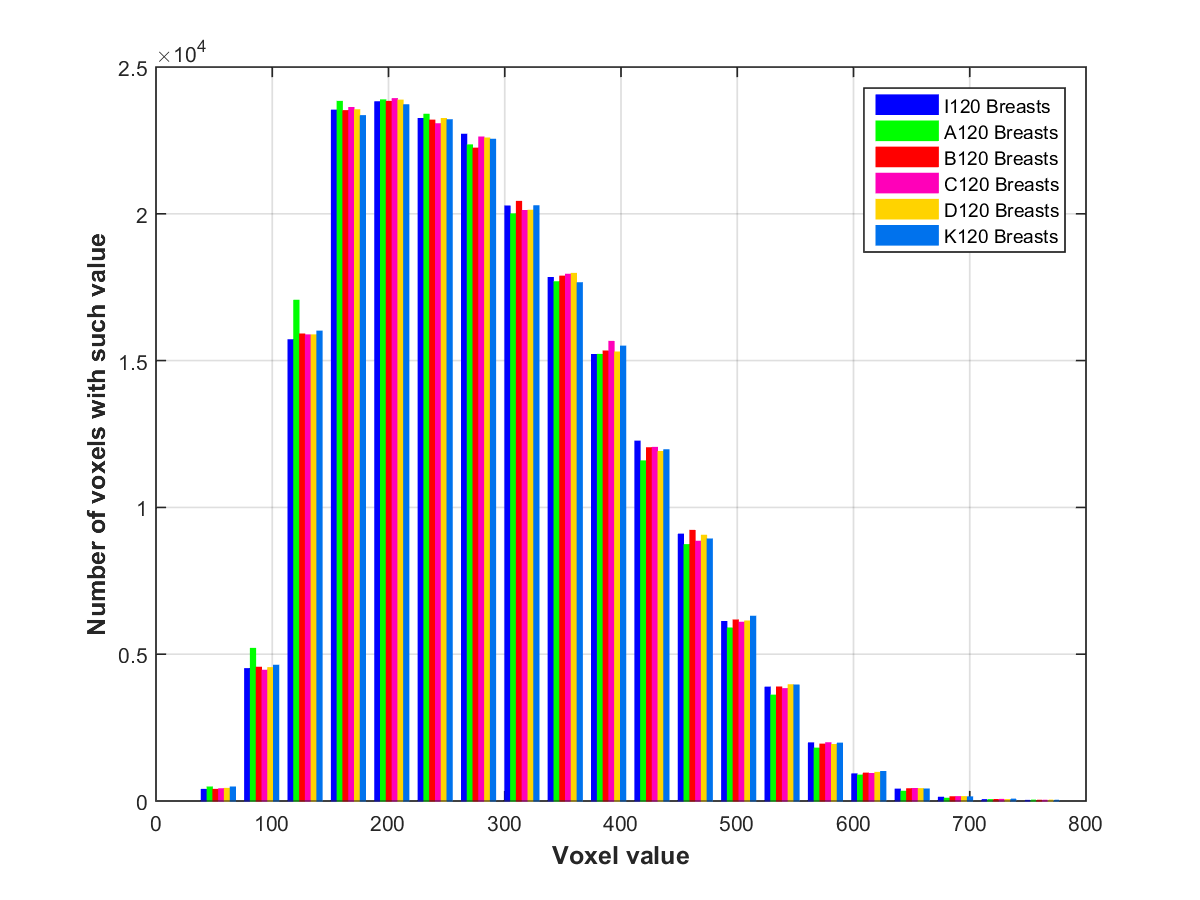 ×10⁴
2.5
2
1.5
1
0.5
0
0 100 200 300 400 500 600 700 800
Number of voxels with such value
Voxel value
I120 Breasts
A120 Breasts
B120 Breasts
C120 Breasts
D120 Breasts
K120 Breasts